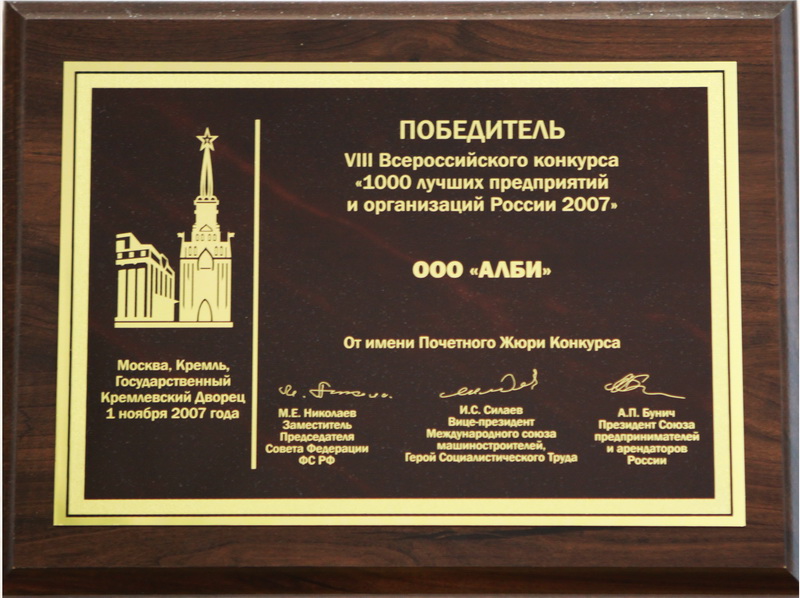 ПОБЕДИТЕЛЬ
VIII Всероссийского конкурса
«1000 лучших предприятий
и организаций России 2007»
ООО «АЛБИ»
От имени Почетного Жюри Конкурса
Москва, Кремль,
Государственный
Кремлевский Дворец
1 ноября 2007 года
М.Е. Николаев
Заместитель
Председателя
Совета Федерации
ФС РФ
И.С. Силаев
Вице-президент
Международного союза
машиностроителей,
Герой Социалистического Труда
А.П. Бунич
Президент Союза
предпринимателей
и арендаторов
России